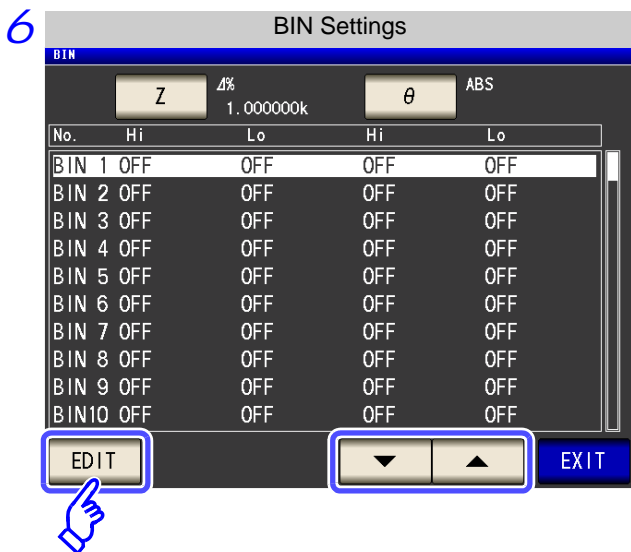 6 BIN Settings
BIN
Z Δ% 1.000000k θ ABS
No. Hi Lo Hi Lo
BIN 1 OFF OFF OFF OFF
BIN 2 OFF OFF OFF OFF
BIN 3 OFF OFF OFF OFF
BIN 4 OFF OFF OFF OFF
BIN 5 OFF OFF OFF OFF
BIN 6 OFF OFF OFF OFF
BIN 7 OFF OFF OFF OFF
BIN 8 OFF OFF OFF OFF
BIN 9 OFF OFF OFF OFF
BIN10 OFF OFF OFF OFF
EDIT ▼ ▲ EXIT